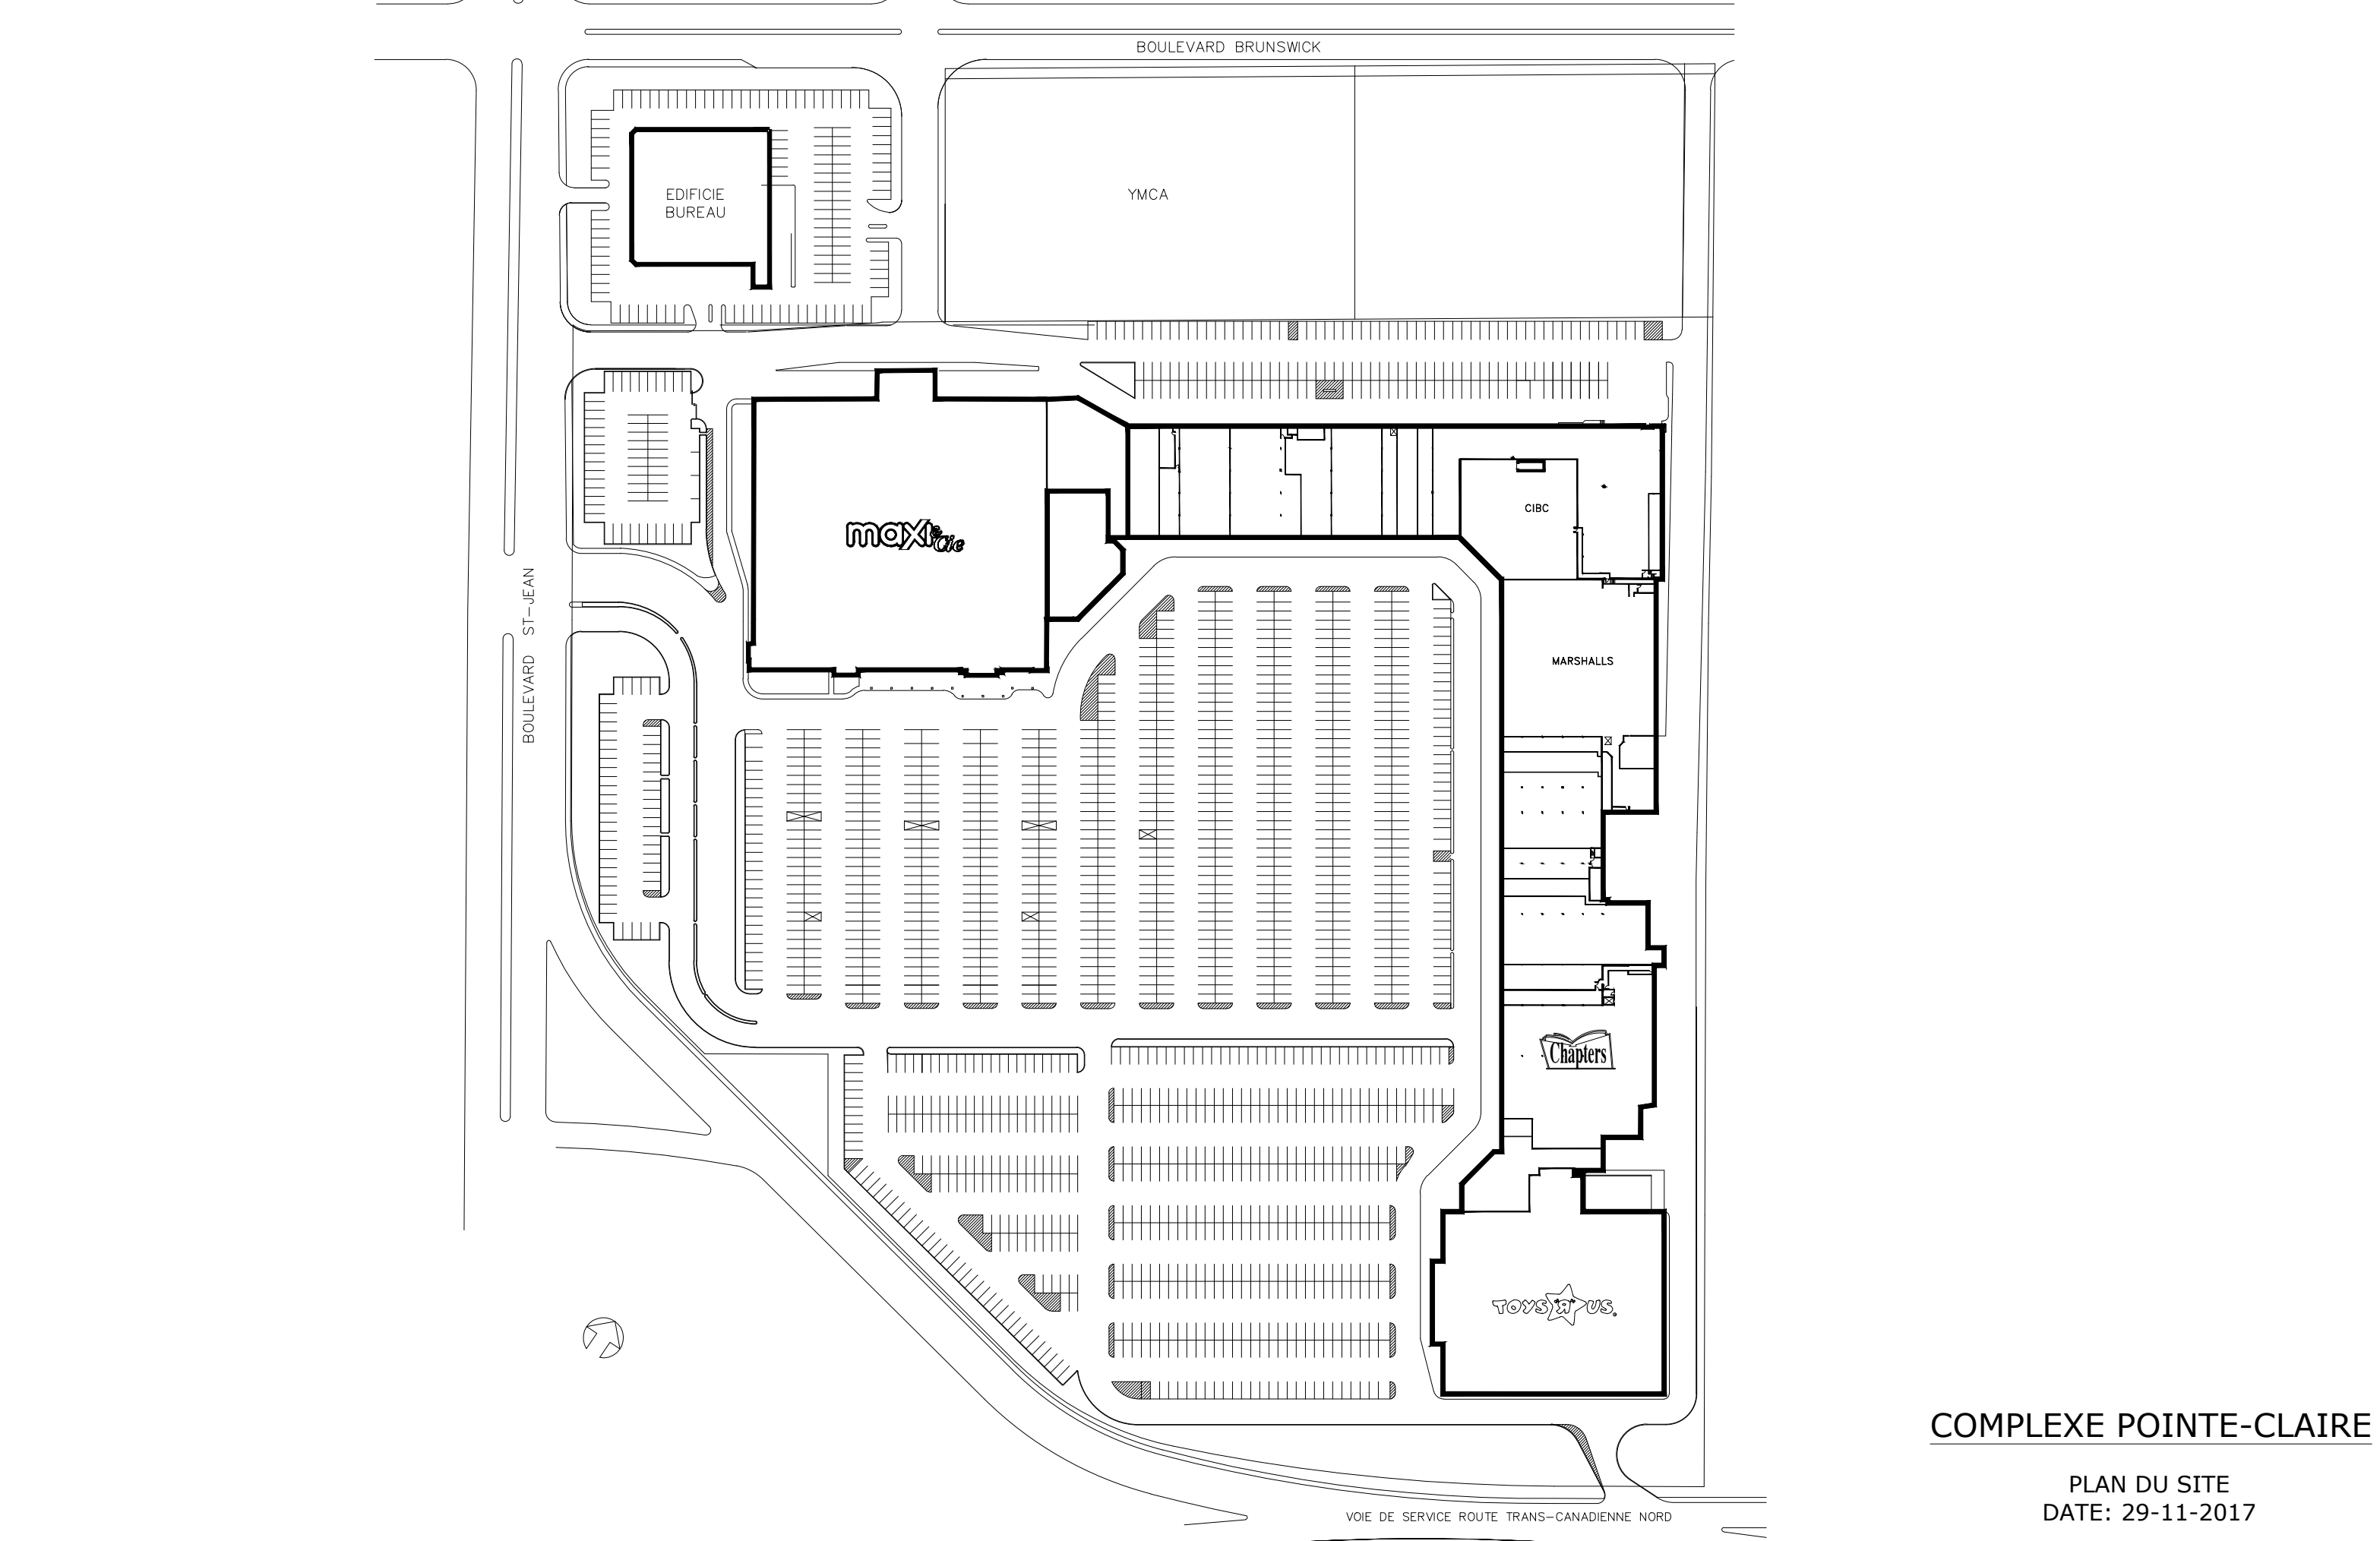 BOULEVARD BRUNSWICK
EDIFICIE
BUREAU
YMCA
maxi
&Cie
CIBC
BOULEVARD ST-JEAN
MARSHALLS
Chapters
TOYS "R" US
COMPLEXE POINTE-CLAIRE
PLAN DU SITE
DATE: 29-11-2017
VOIE DE SERVICE ROUTE TRANS-CANADIENNE NORD